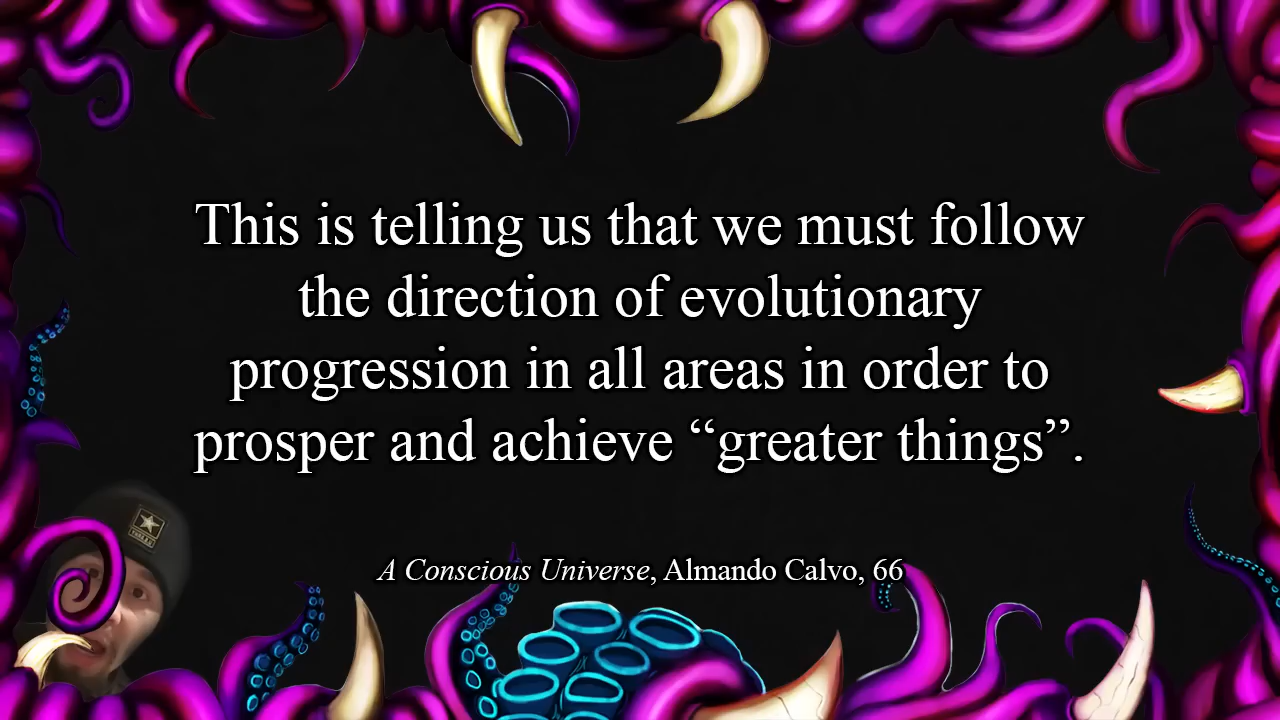 This is telling us that we must follow
the direction of evolutionary
progression in all areas in order to
prosper and achieve “greater things”.
A Conscious Universe, Almando Calvo, 66